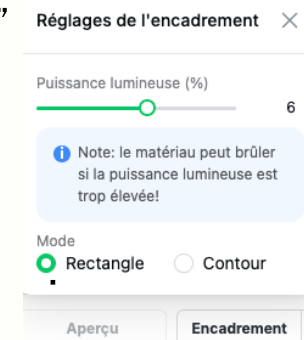 ”
Réglages de l'encadrement
Puissance lumineuse (%)
6
Note: le matériau peut brûler
si la puissance lumineuse est
trop élevée!
Mode
Rectangle Contour
Aperçu Encadrement